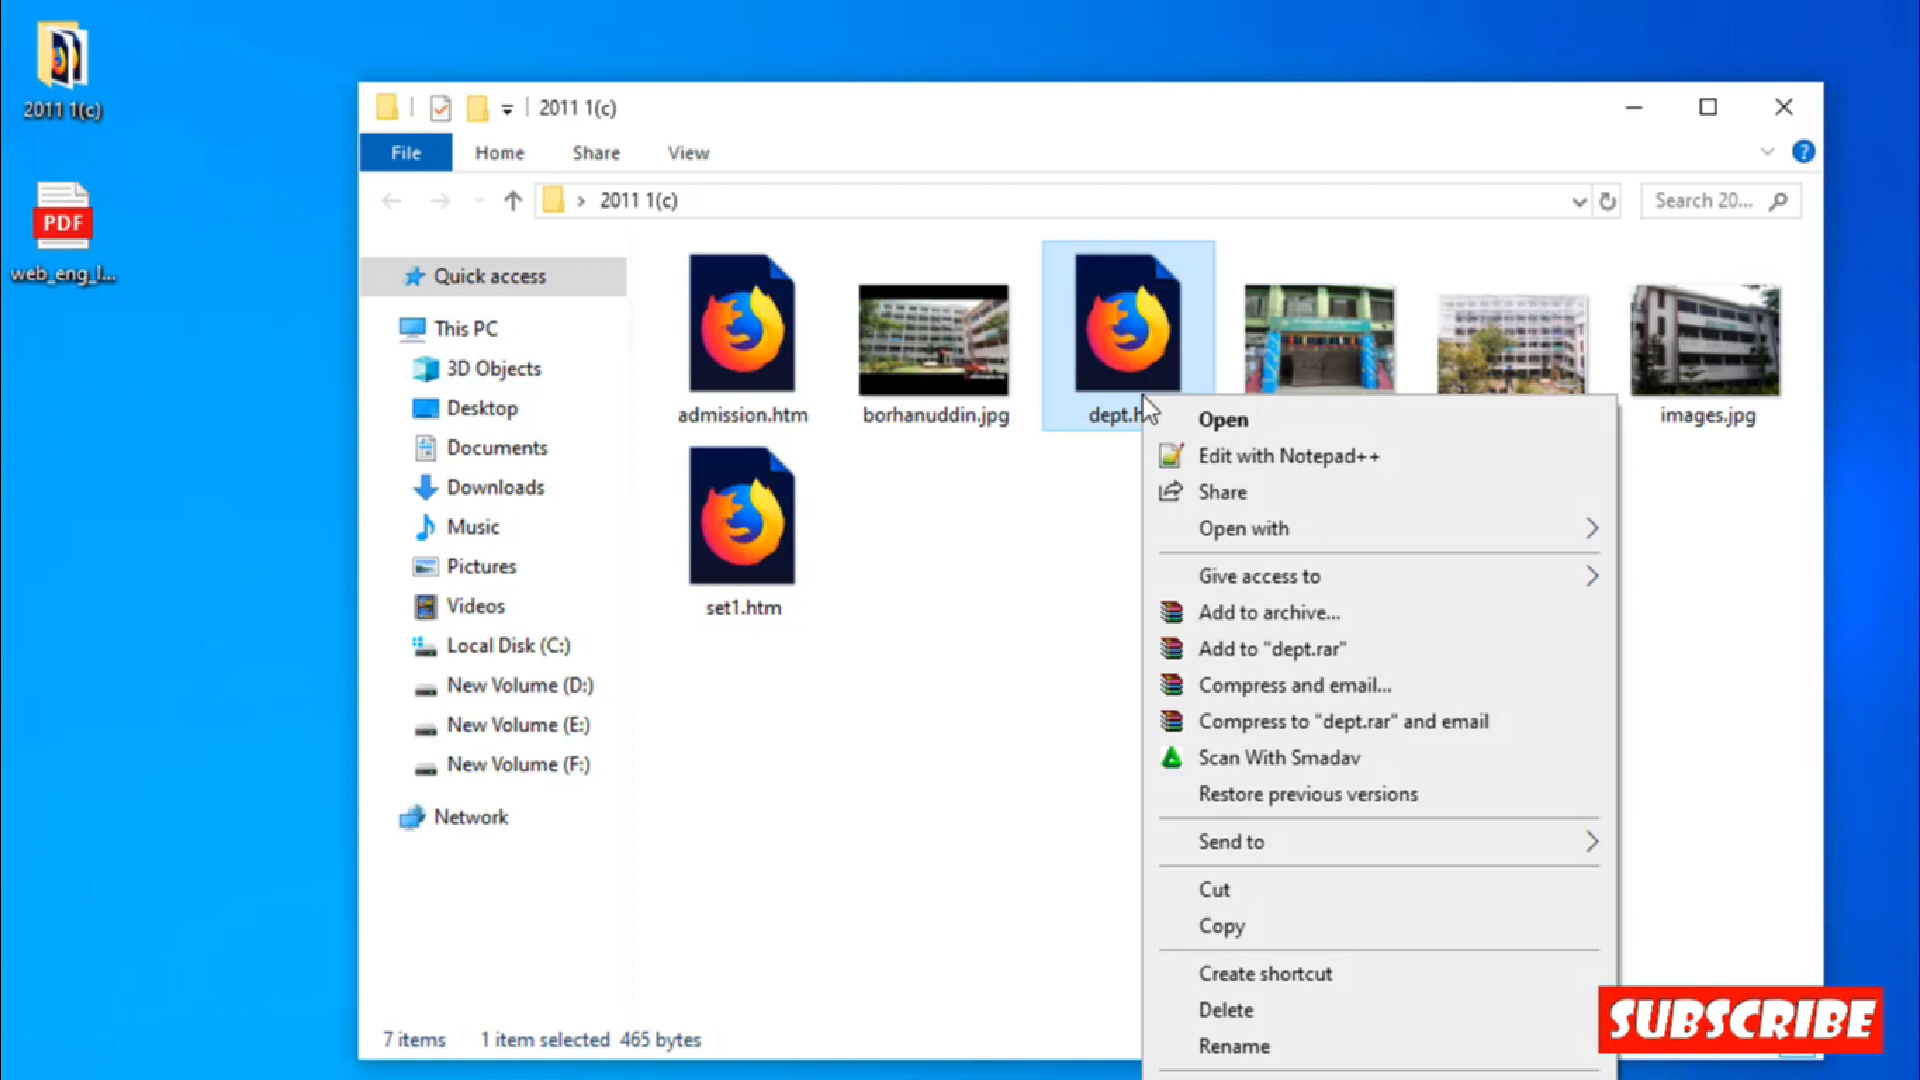 2011 1(c)
PDF
web_eng_l...
2011 1(c)
File Home Share View
2011 1(c)
Search 20...
Quick access
This PC
3D Objects
Desktop
Documents
Downloads
Music
Pictures
Videos
Local Disk (C:)
New Volume (D:)
New Volume (E:)
New Volume (F:)
Network
admission.htm
borhanuddin.jpg
dept.h
images.jpg
set1.htm
Open
Edit with Notepad++
Share
Open with
Give access to
Add to archive...
Add to "dept.rar"
Compress and email...
Compress to "dept.rar" and email
Scan With Smadav
Restore previous versions
Send to
Cut
Copy
Create shortcut
Delete
Rename
7 items 1 item selected 465 bytes
SUBSCRIBE